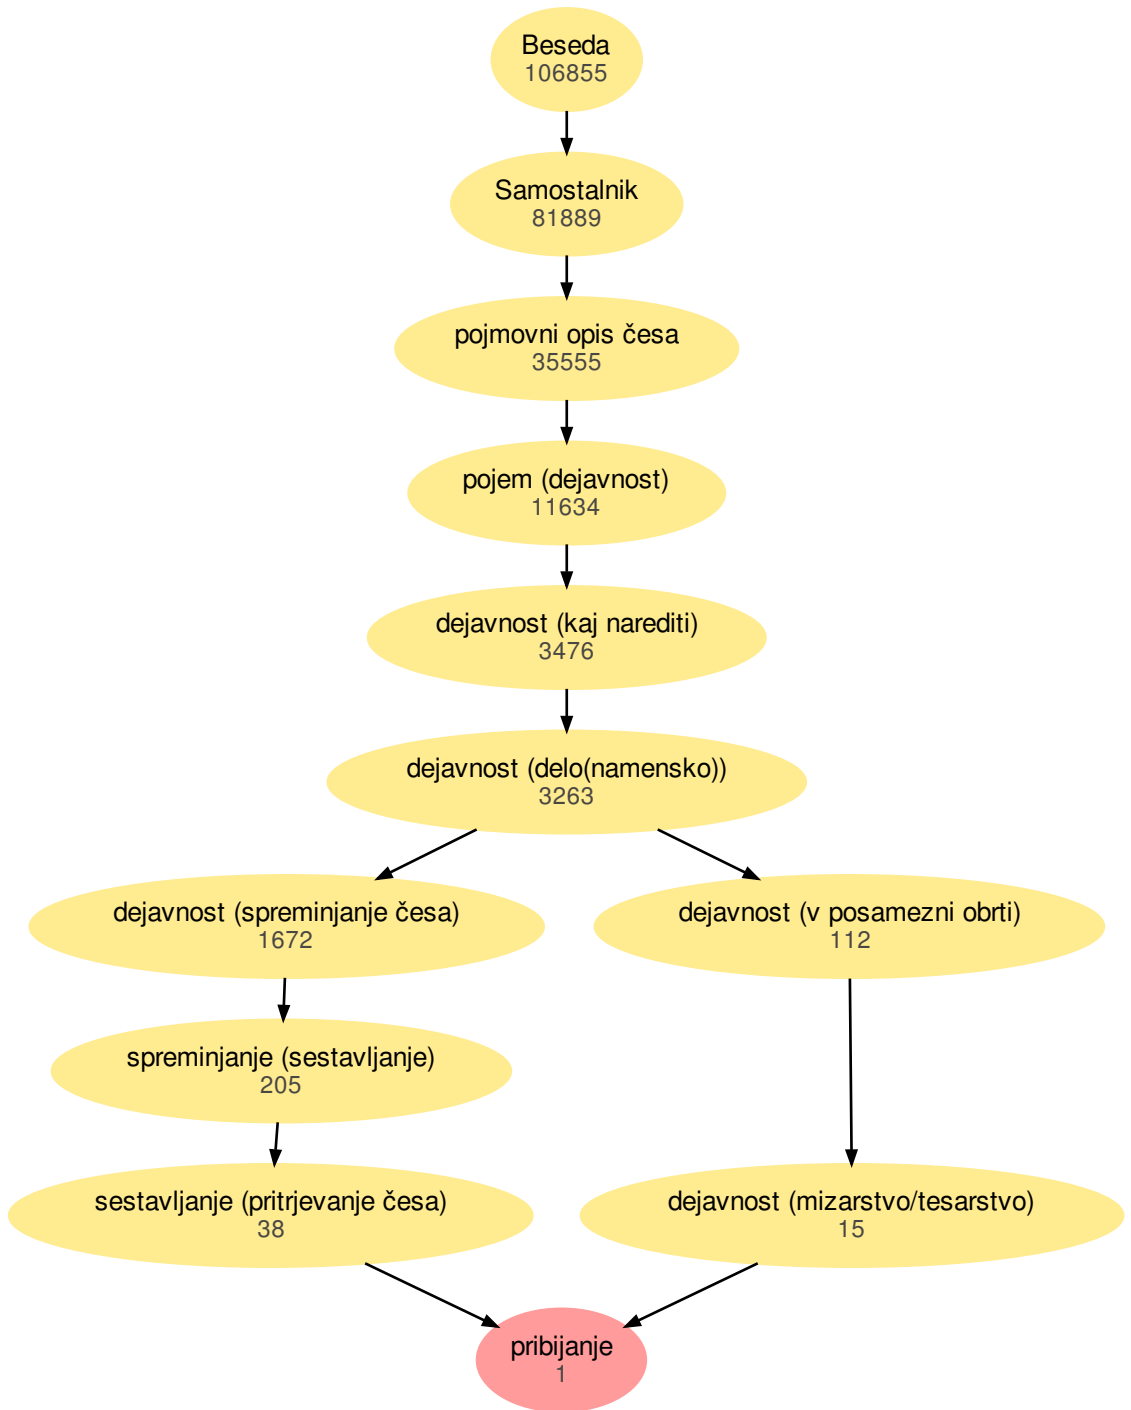 Beseda
106855
Samostalnik
81889
pojmovni opis česa
35555
pojem (dejavnost)
11634
dejavnost (kaj narediti)
3476
dejavnost (delo(namensko))
3263
dejavnost (spreminjanje česa)
1672
dejavnost (v posamezni obrti)
112
spreminjanje (sestavljanje)
205
sestavljanje (pritrjevanje česa)
38
dejavnost (mizarstvo/tesarstvo)
15
pribijanje
1